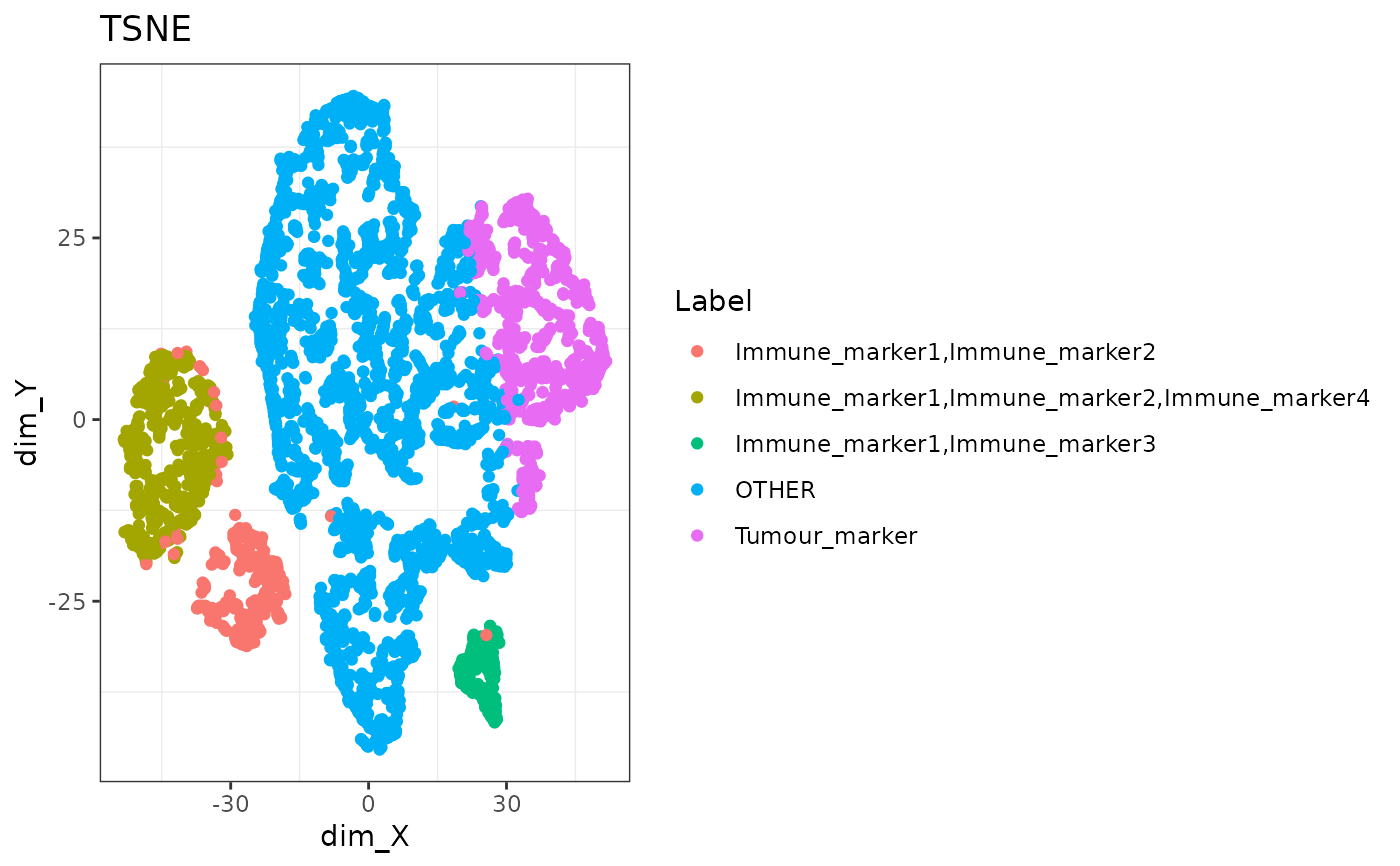 TSNE
25
0
-25
dim_Y
-30 0 30
dim_X
Label
Immune_marker1,Immune_marker2
Immune_marker1,Immune_marker2,Immune_marker4
Immune_marker1,Immune_marker3
OTHER
Tumour_marker